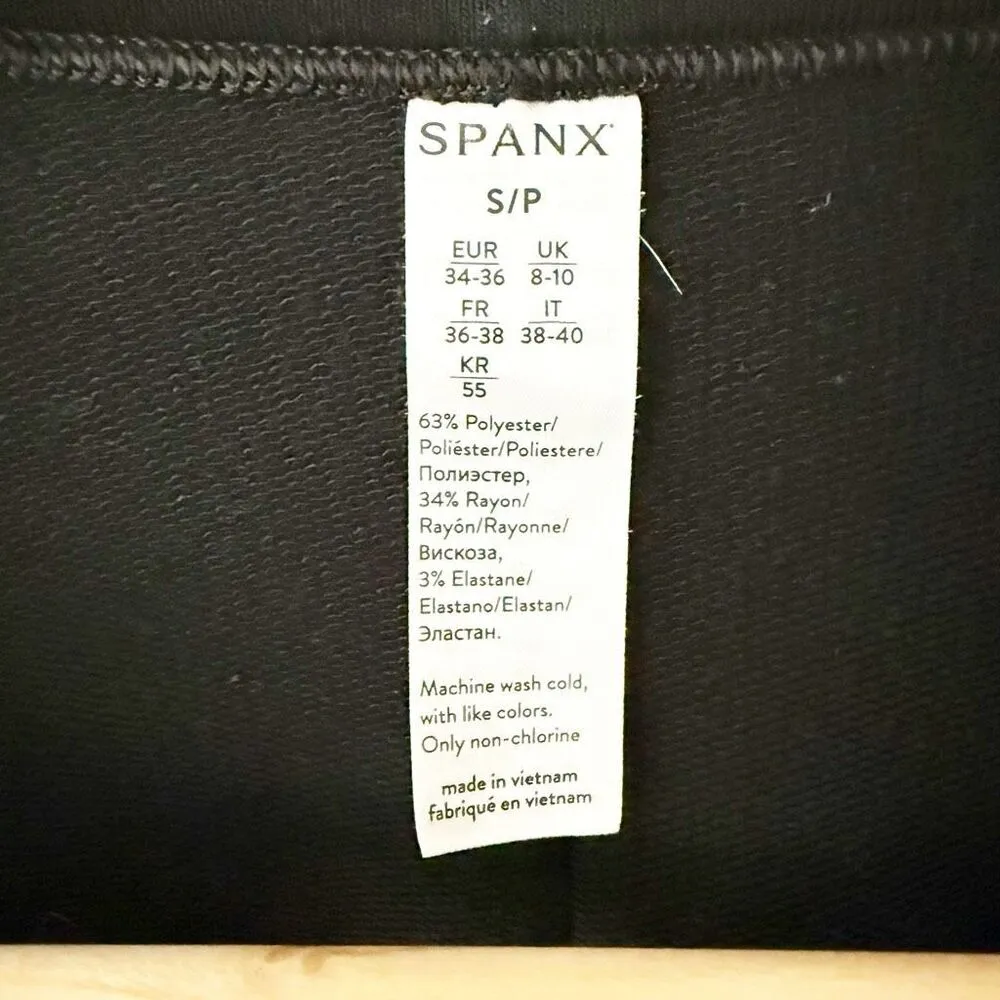 SPANX
S/P
EUR UK
34-36 8-10
FR IT
36-38 38-40
KR
55
63% Polyester/
Poliéster/Poliestere/
Полиэстер,
34% Rayon/
Rayón/Rayonne/
Вискоза,
3% Elastane/
Elastano/Elastan/
Эластан.
Machine wash cold,
with like colors.
Only non-chlorine
made in vietnam
fabriqué en vietnam